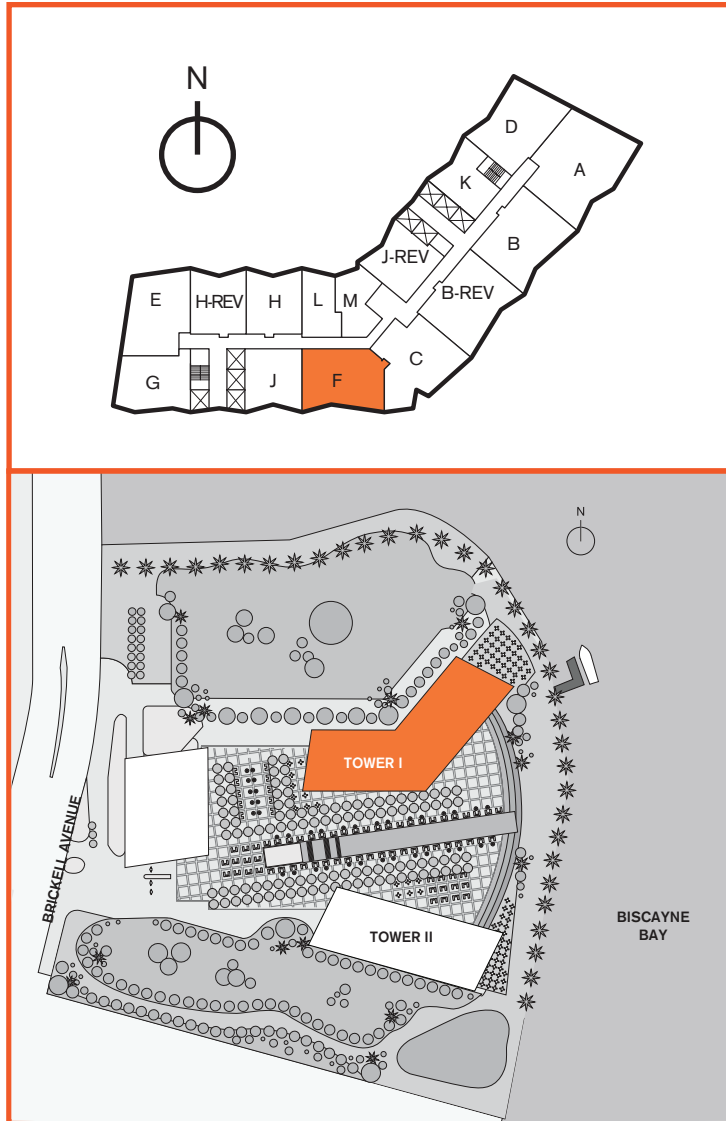 N
D
A
K
B
J-REV
B-REV
E
H-REV
H
L
M
C
G
J
F
N
TOWER I
BRICKELL AVENUE
TOWER II
BISCAYNE
BAY